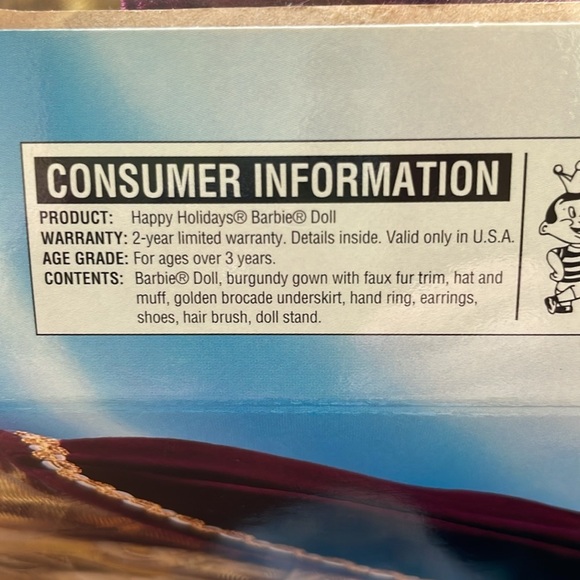 CONSUMER INFORMATION
PRODUCT: Happy Holidays® Barbie® Doll
WARRANTY: 2-year limited warranty. Details inside. Valid only in U.S.A.
AGE GRADE: For ages over 3 years.
CONTENTS: Barbie® Doll, burgundy gown with faux fur trim, hat and
muff, golden brocade underskirt, hand ring, earrings,
shoes, hair brush, doll stand.